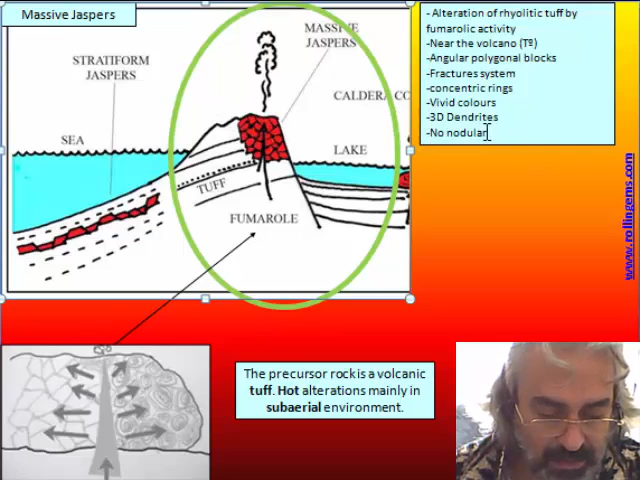 Massive Jaspers
MASSIVE
JASPERS
STRATIFORM
JASPERS
CALDERA CO
SEA
LAKE
TUFF
FUMAROLE
- Alteration of rhyolitic tuff by
fumarolic activity
-Near the volcano (Tº)
-Angular polygonal blocks
-Fractures system
-concentric rings
-Vivid colours
-3D Dendrites
-No nodular
www.rollingems.com
The precursor rock is a volcanic
tuff. Hot alterations mainly in
subaerial environment.